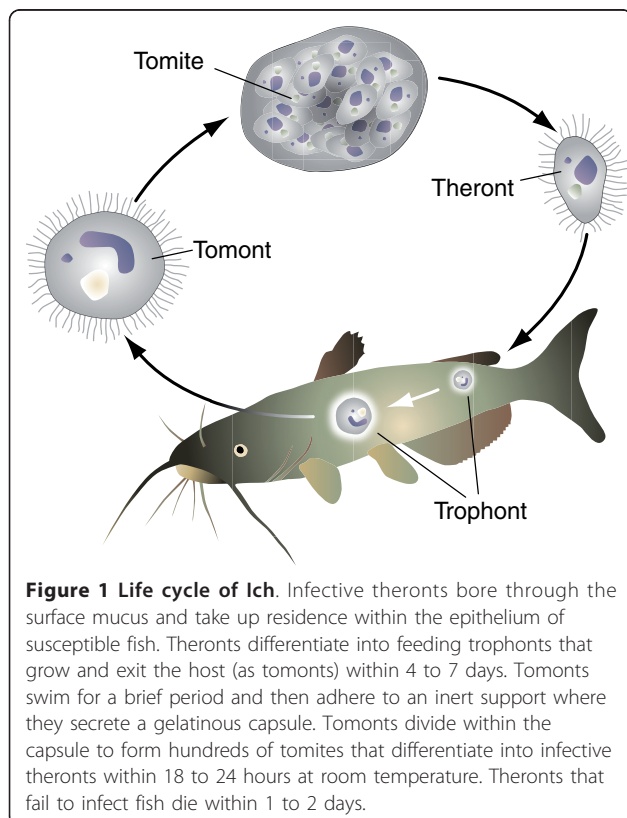 Tomite
Theront
Tomont
Trophont
Figure 1 Life cycle of Ich. Infective theronts bore through the
surface mucus and take up residence within the epithelium of
susceptible fish. Theronts differentiate into feeding trophonts that
grow and exit the host (as tomonts) within 4 to 7 days. Tomonts
swim for a brief period and then adhere to an inert support where
they secrete a gelatinous capsule. Tomonts divide within the
capsule to form hundreds of tomites that differentiate into infective
theronts within 18 to 24 hours at room temperature. Theronts that
fail to infect fish die within 1 to 2 days.